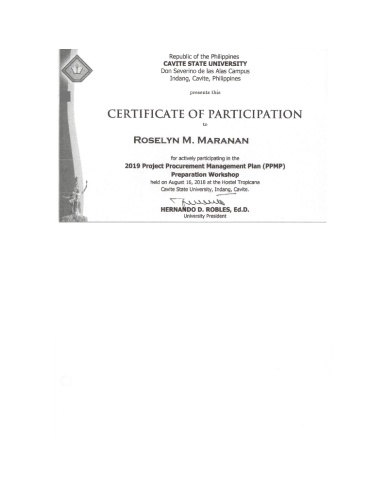 Republic of the Philippines
CAVITE STATE UNIVERSITY
Don Severino de las Alas Campus
Indang, Cavite, Philippines
presents this
CERTIFICATE OF PARTICIPATION
to
ROSELYN M. MARANAN
for actively participating in the
2019 Project Procurement Management Plan (PPMP)
Preparation Workshop
held on August 16, 2018 at the Hostel Tropicana
Cavite State University, Indang, Cavite.
HERNANDO D. ROBLES, Ed.D.
University President